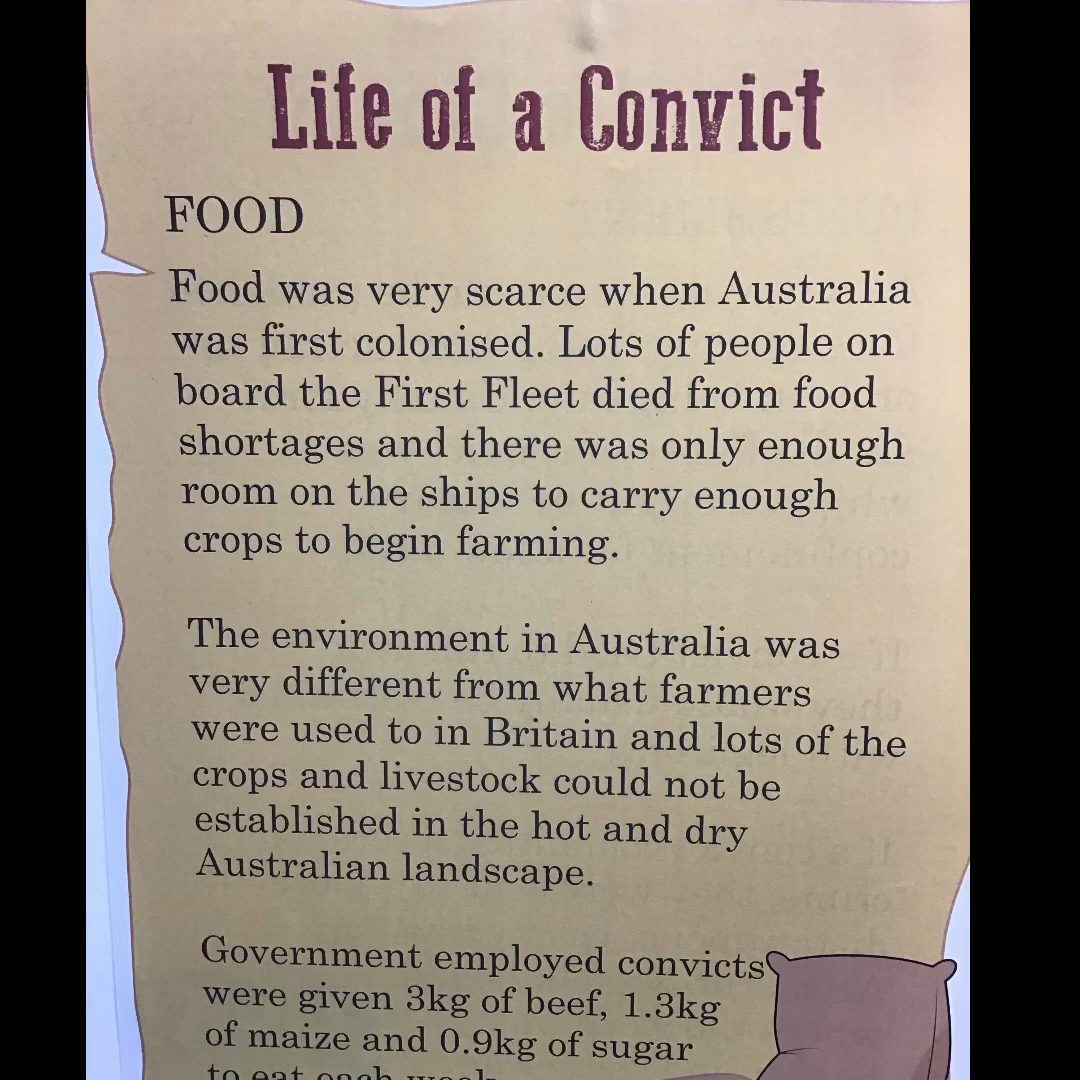 Life of a Convict
FOOD
Food was very scarce when Australia
was first colonised. Lots of people on
board the First Fleet died from food
shortages and there was only enough
room on the ships to carry enough
crops to begin farming.
The environment in Australia was
very different from what farmers
were used to in Britain and lots of the
crops and livestock could not be
established in the hot and dry
Australian landscape.
Government employed convicts
were given 3kg of beef, 1.3kg
of maize and 0.9kg of sugar
to eat each week